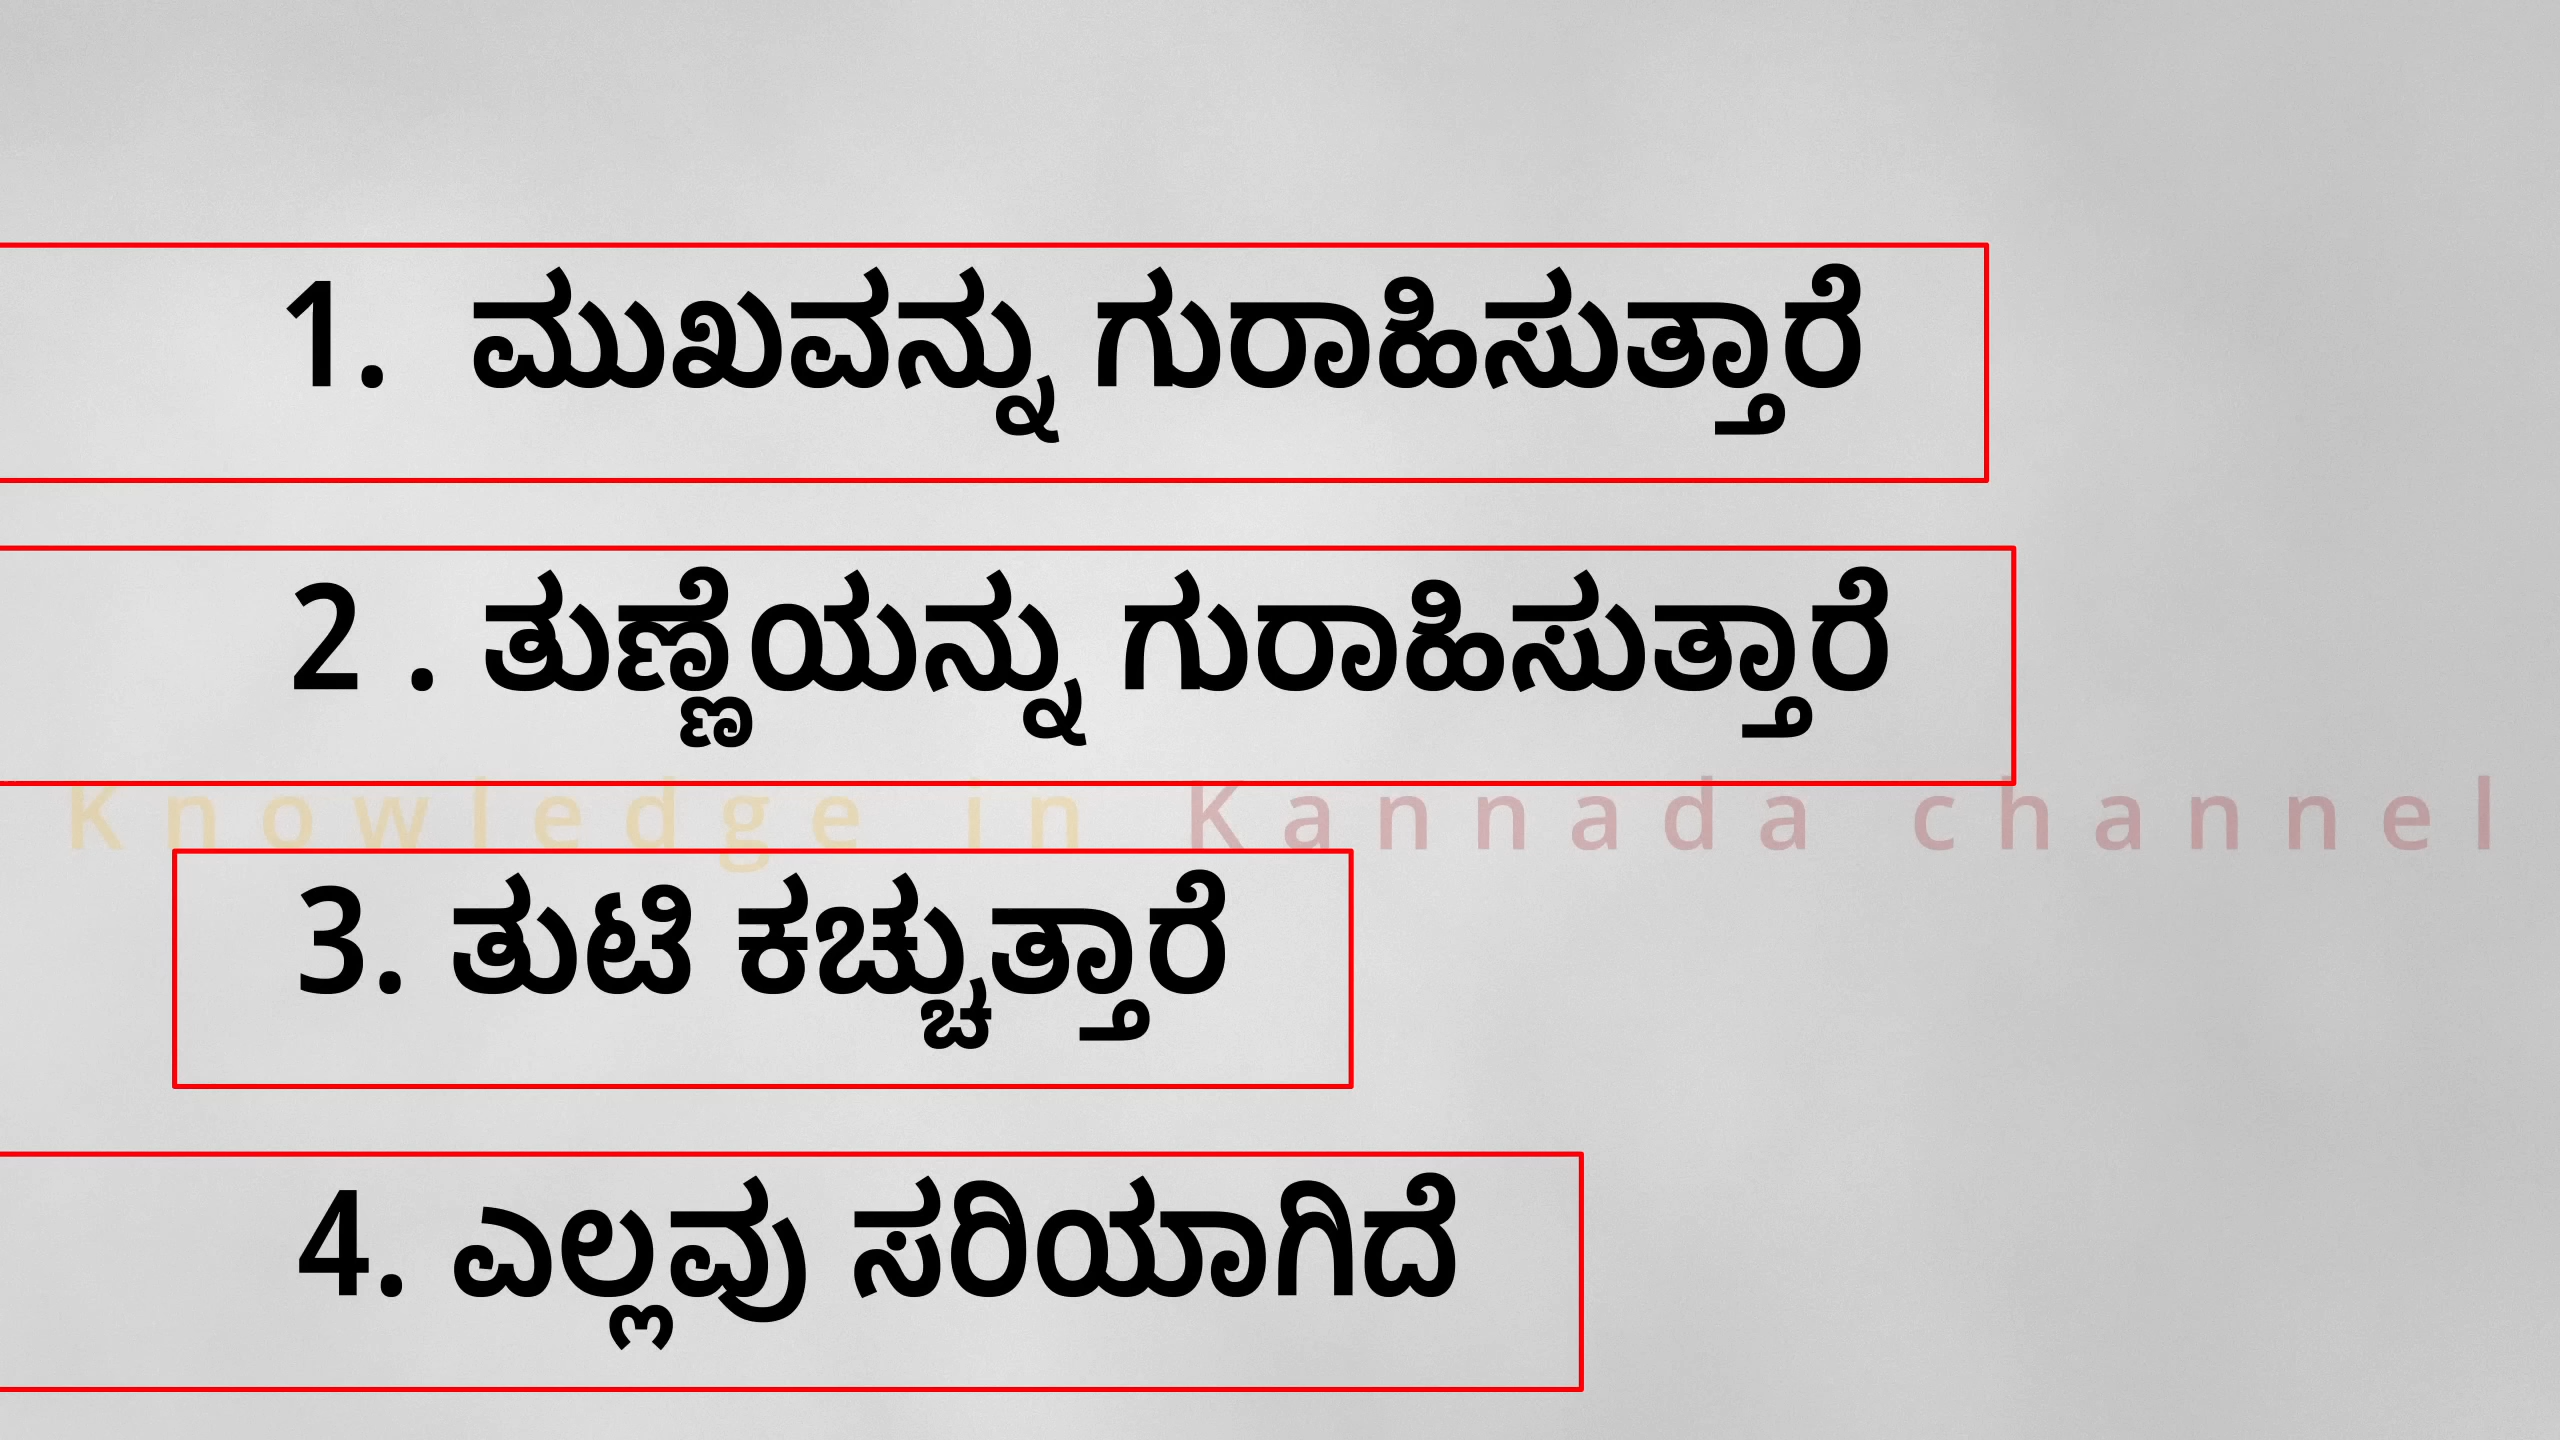 1. ಮುಖವನ್ನು ಗುರಾಹಿಸುತ್ತಾರೆ
2 . ತುಣ್ಣೆಯನ್ನು ಗುರಾಹಿಸುತ್ತಾರೆ
Knowledge in Kannada channel
3. ತುಟಿ ಕಚ್ಚುತ್ತಾರೆ
4. ಎಲ್ಲವು ಸರಿಯಾಗಿದೆ